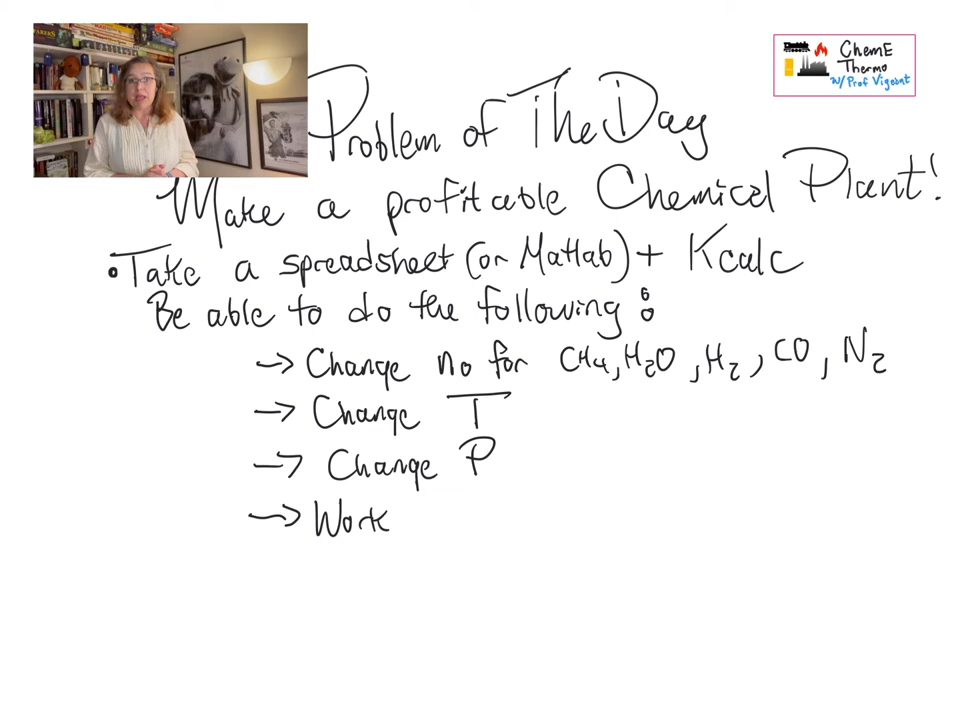 ChemE
Thermo
w/ Prof Vigeant
Problem of The Day
Make a profitable Chemical Plant!
• Take a spreadsheet (or Matlab) + Kcalc
Be able to do the following:
→ Change no for CH4, H2O, H2, CO, N2
→ Change T
→ Change P
→ Work